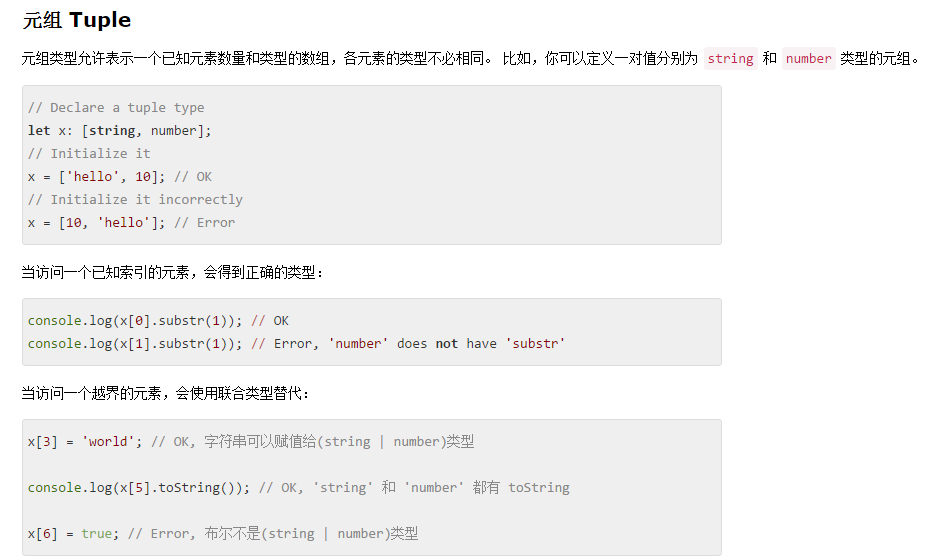 元组 Tuple
元组类型允许表示一个已知元素数量和类型的数组，各元素的类型不必相同。 比如，你可以定义一对值分别为 string 和 number 类型的元组。
// Declare a tuple type
let x: [string, number];
// Initialize it
x = ['hello', 10]; // OK
// Initialize it incorrectly
x = [10, 'hello']; // Error
当访问一个已知索引的元素，会得到正确的类型：
console.log(x[0].substr(1)); // OK
console.log(x[1].substr(1)); // Error, 'number' does not have 'substr'
当访问一个越界的元素，会使用联合类型替代：
x[3] = 'world'; // OK, 字符串可以赋值给(string | number)类型
console.log(x[5].toString()); // OK, 'string' 和 'number' 都有 toString
x[6] = true; // Error, 布尔不是(string | number)类型